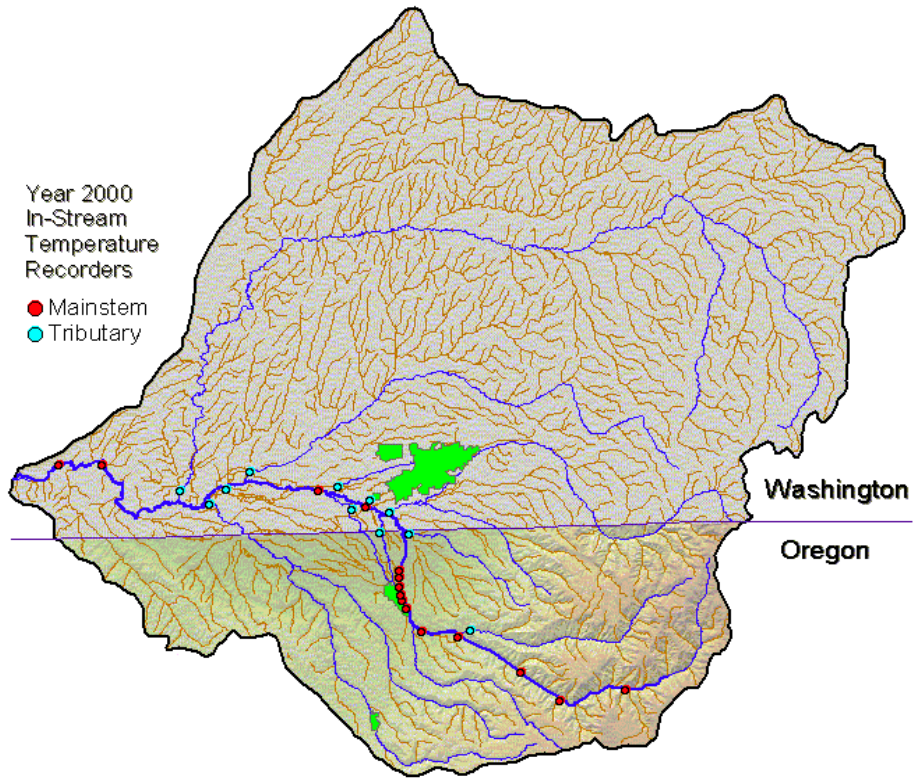 Year 2000
In-Stream
Temperature
Recorders
Mainstem
Tributary
Washington
Oregon